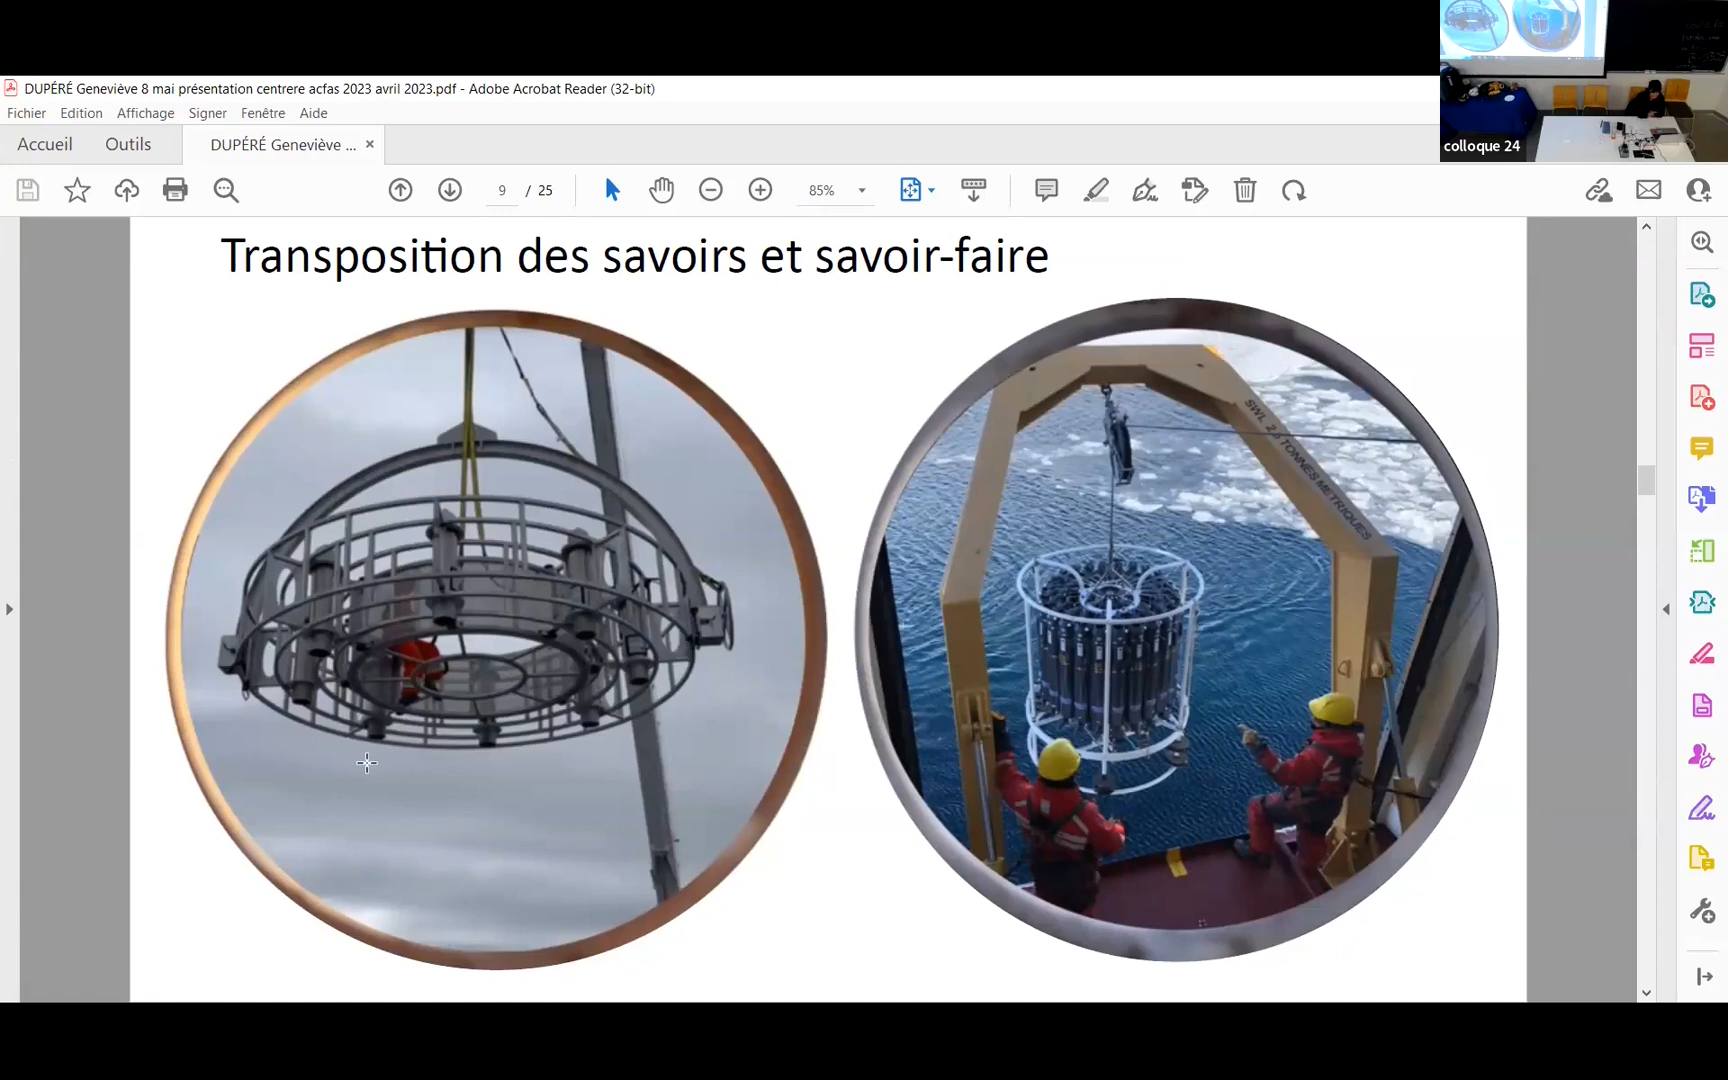 DUPÉRÉ Geneviève 8 mai présentation centrere acfas 2023 avril 2023.pdf - Adobe Acrobat Reader (32-bit)
Fichier Edition Affichage Signer Fenêtre Aide
Accueil Outils DUPÉRÉ Geneviève ... ×
9 / 25 85%
colloque 24
Transposition des savoirs et savoir-faire
SWL 2,5 TONNES METRIQUES